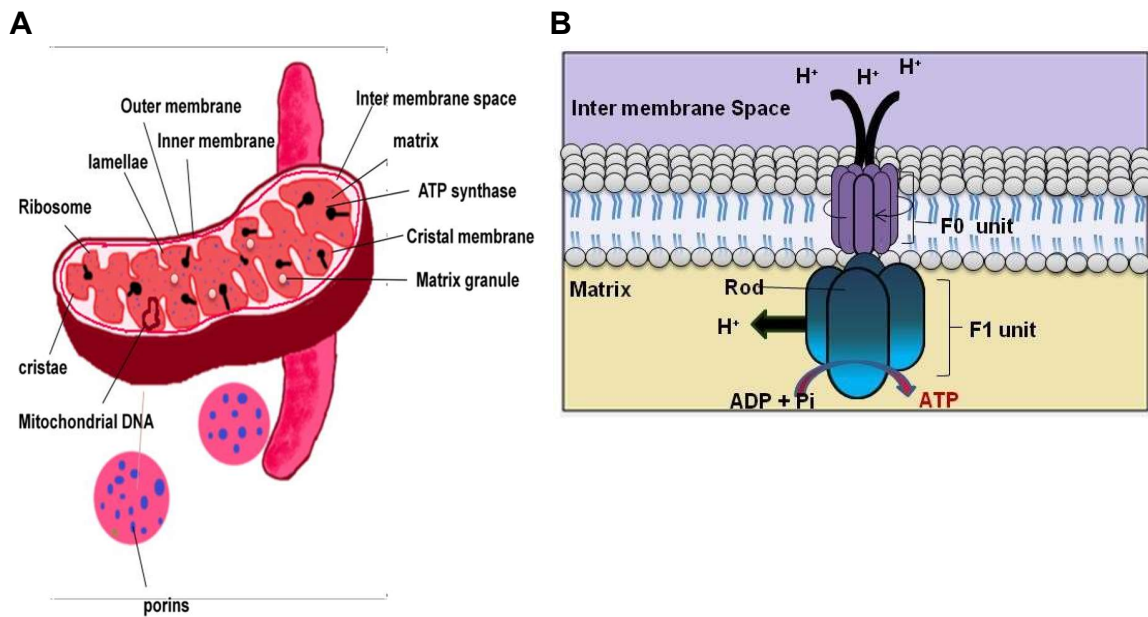 A
Outer membrane
Inner membrane
lamellae
Ribosome
Inter membrane space
matrix
ATP synthase
Cristal membrane
Matrix granule
cristae
Mitochondrial DNA
porins
B
H⁺ H⁺ H⁺
Inter membrane Space
F0 unit
Matrix
Rod
H⁺
F1 unit
ADP + Pi
ATP